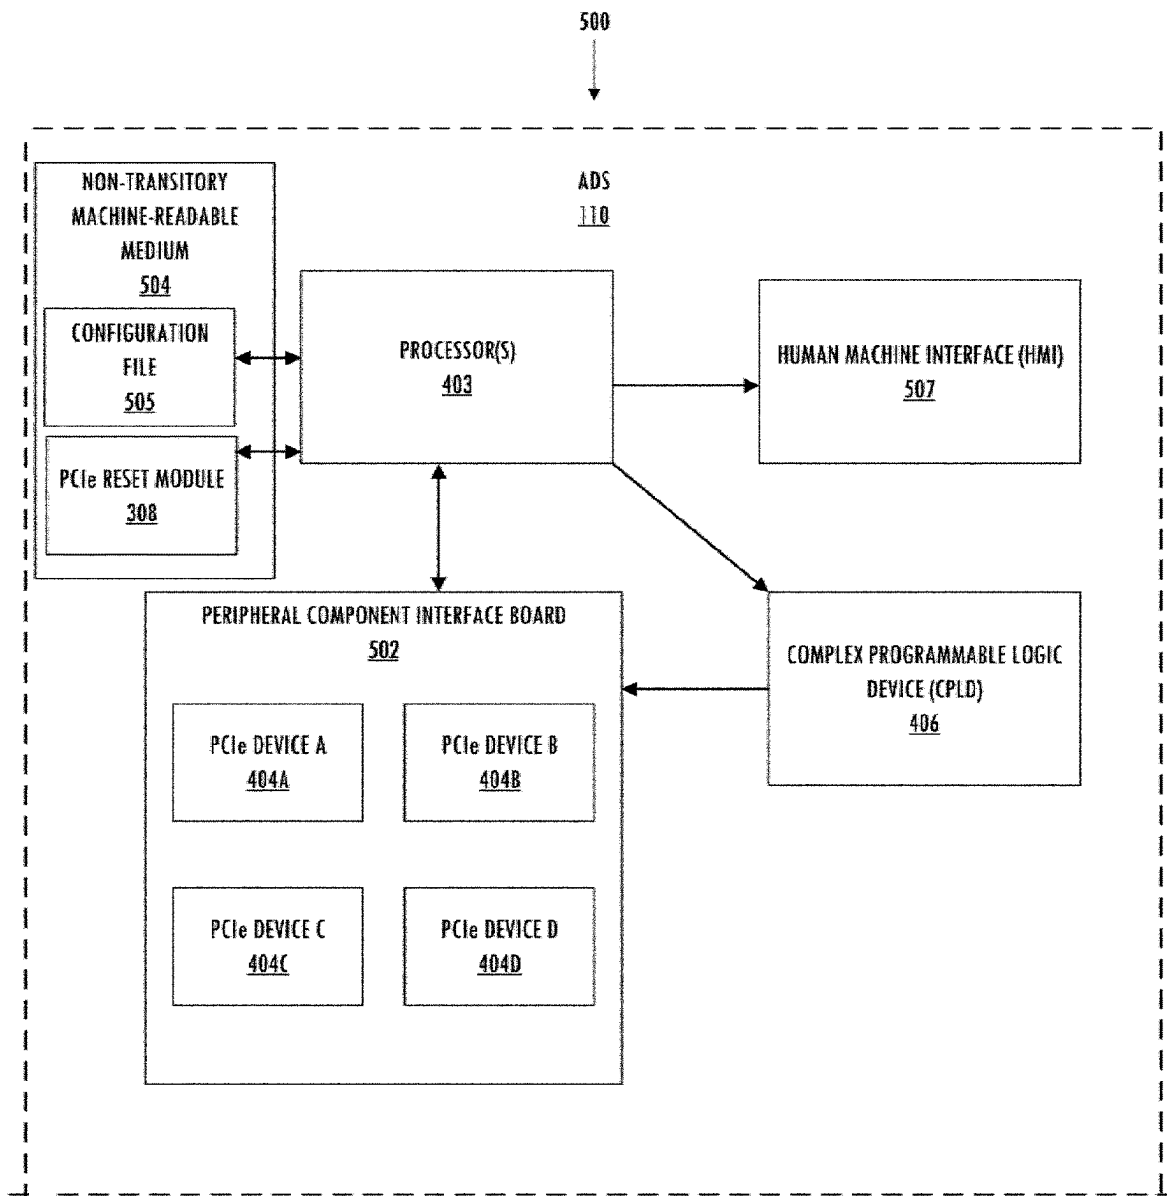 500
ADS
110
NON-TRANSITORY
MACHINE-READABLE
MEDIUM
504
CONFIGURATION
FILE
505
PCIe RESET MODULE
308
PROCESSOR(S)
403
HUMAN MACHINE INTERFACE (HMI)
507
PERIPHERAL COMPONENT INTERFACE BOARD
502
PCIe DEVICE A
404A
PCIe DEVICE B
404B
PCIe DEVICE C
404C
PCIe DEVICE D
404D
COMPLEX PROGRAMMABLE LOGIC
DEVICE (CPLD)
406